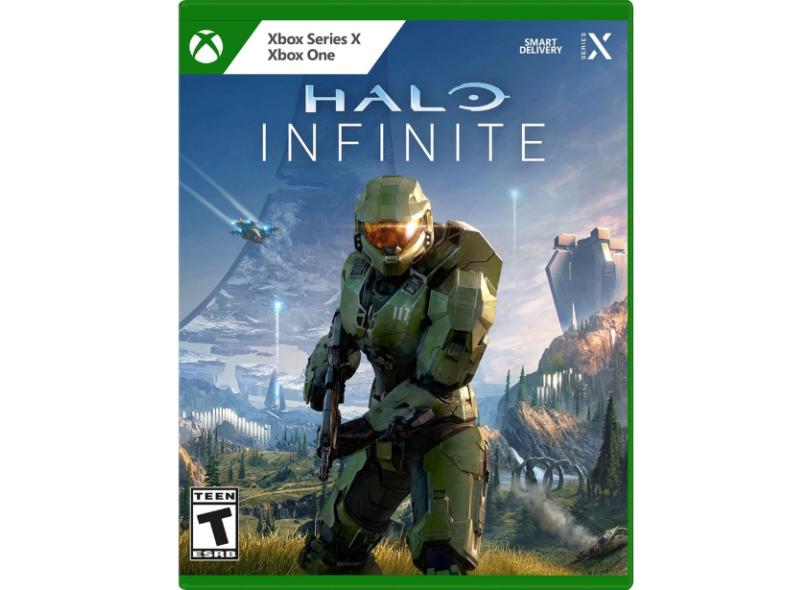 Xbox Series X
Xbox One
SMART
DELIVERY
SERIES X
HALO
INFINITE
117
TEEN
T
ESRB